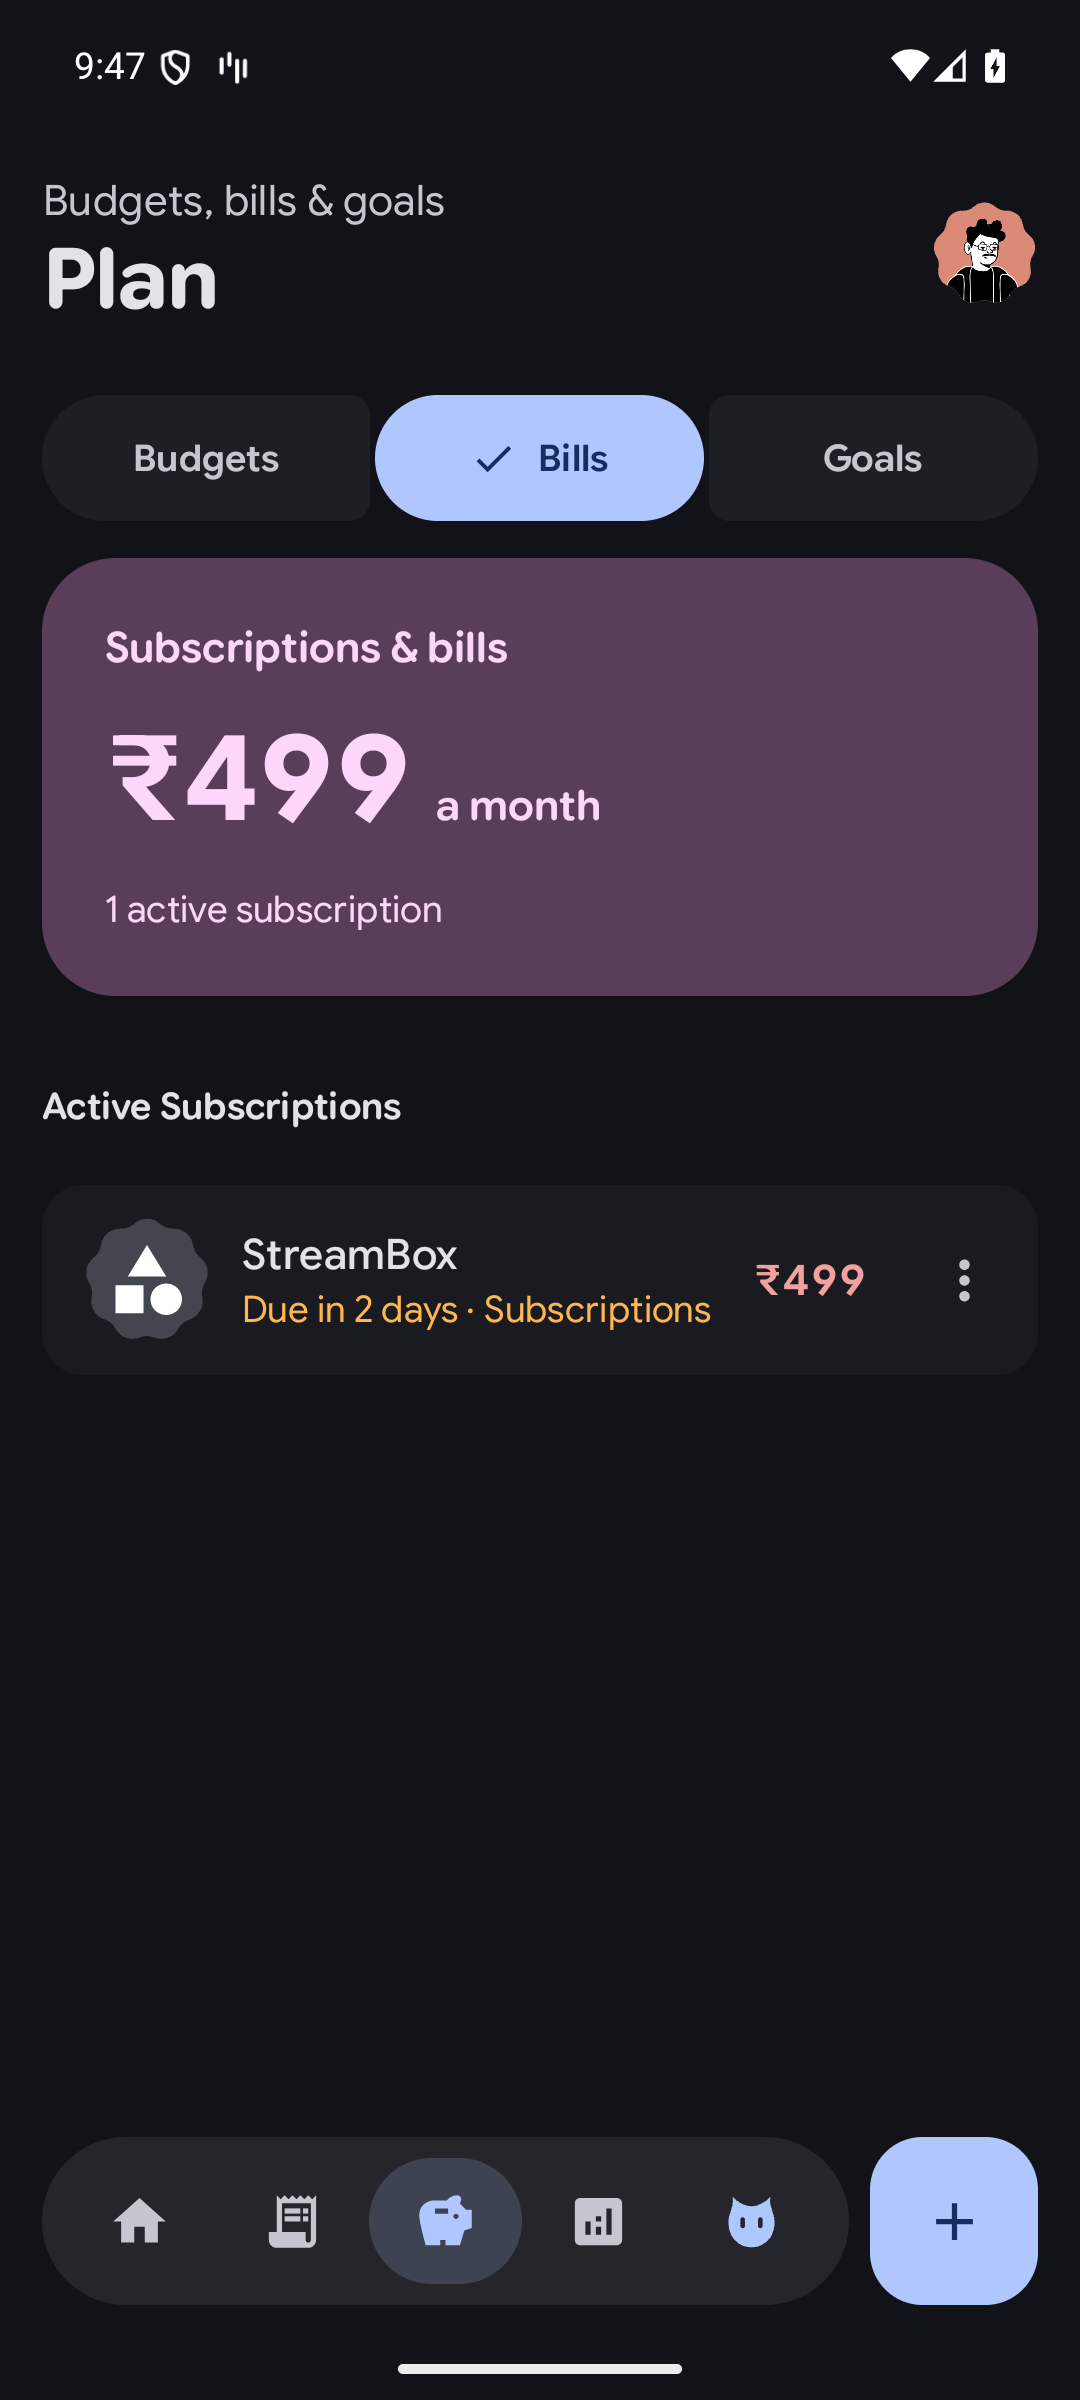 9:47
Budgets, bills & goals
Plan
Budgets
Bills
Goals
Subscriptions & bills
₹499 a month
1 active subscription
Active Subscriptions
StreamBox
₹499
Due in 2 days · Subscriptions